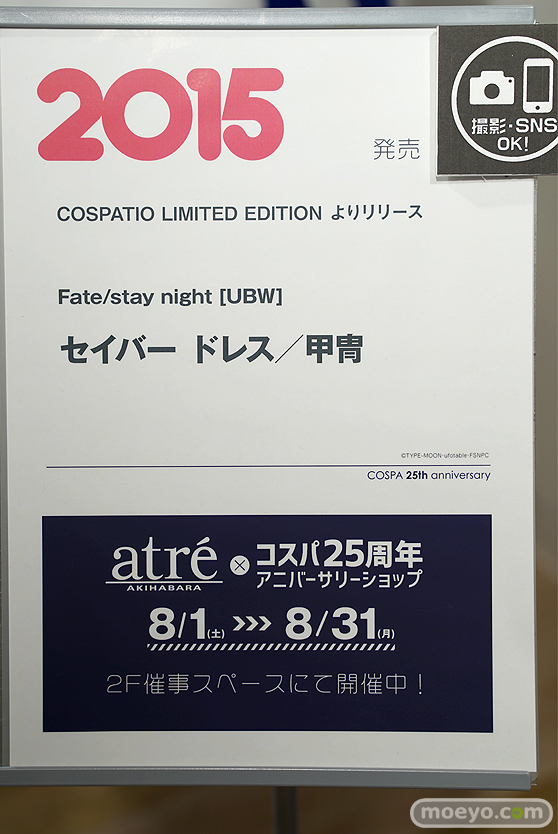 2015
発売
撮影・SNS
OK!
COSPATIO LIMITED EDITION よりリリース
Fate/stay night [UBW]
セイバー ドレス／甲冑
©TYPE-MOON・ufotable・FSNPC
COSPA 25th anniversary
atré
AKIHABARA
×
コスパ25周年
アニバーサリーショップ
8/1(土) >>> 8/31(月)
2F催事スペースにて開催中！
moeyo.com